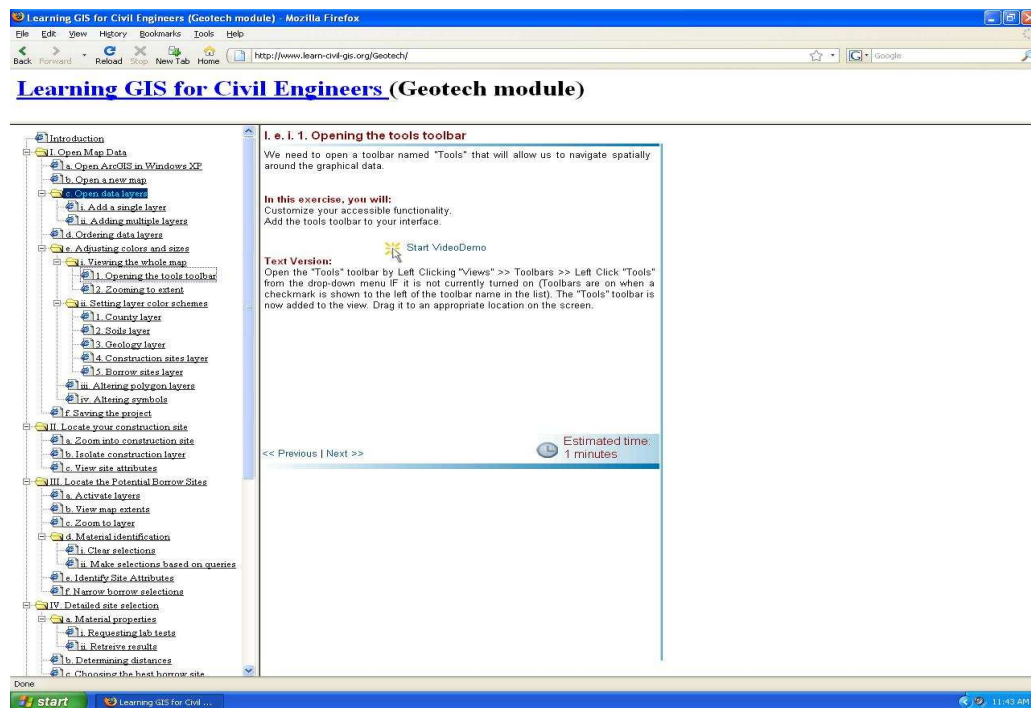 Learning GIS for Civil Engineers (Geotech module) - Mozilla Firefox
File Edit View History Bookmarks Tools Help
Back Forward Reload Stop New Tab Home http://www.learn-civil-gis.org/Geotech/ G Google
Learning GIS for Civil Engineers (Geotech module)
Introduction
I. Open Map Data
a. Open ArcGIS in Windows XP
b. Open a new map
c. Open data layers
i. Add a single layer
ii. Adding multiple layers
d. Ordering data layers
e. Adjusting colors and sizes
i. Viewing the whole map
1. Opening the tools toolbar
2. Zooming to extent
ii. Setting layer color schemes
1. County layer
2. Soils layer
3. Geology layer
4. Construction sites layer
5. Borrow sites layer
iii. Altering polygon layers
iv. Altering symbols
f. Saving the project
II. Locate your construction site
a. Zoom into construction site
b. Isolate construction layer
c. View site attributes
III. Locate the Potential Borrow Sites
a. Activate layers
b. View map extents
c. Zoom to layer
d. Material identification
i. Clear selections
ii. Make selections based on queries
e. Identify Site Attributes
f. Narrow borrow selections
IV. Detailed site selection
a. Material properties
i. Requesting lab tests
ii. Retreive results
b. Determining distances
c. Choosing the best borrow site
I. e. i. 1. Opening the tools toolbar
We need to open a toolbar named "Tools" that will allow us to navigate spatially
around the graphical data.
In this exercise, you will:
Customize your accessible functionality.
Add the tools toolbar to your interface.
Start VideoDemo
Text Version:
Open the "Tools" toolbar by Left Clicking "Views" >> Toolbars >> Left Click "Tools"
from the drop-down menu IF it is not currently turned on (Toolbars are on when a
checkmark is shown to the left of the toolbar name in the list). The "Tools" toolbar is
now added to the view. Drag it to an appropriate location on the screen.
<< Previous | Next >>
Estimated time:
1 minutes
Done
start Learning GIS for Civil ... 11:43 AM